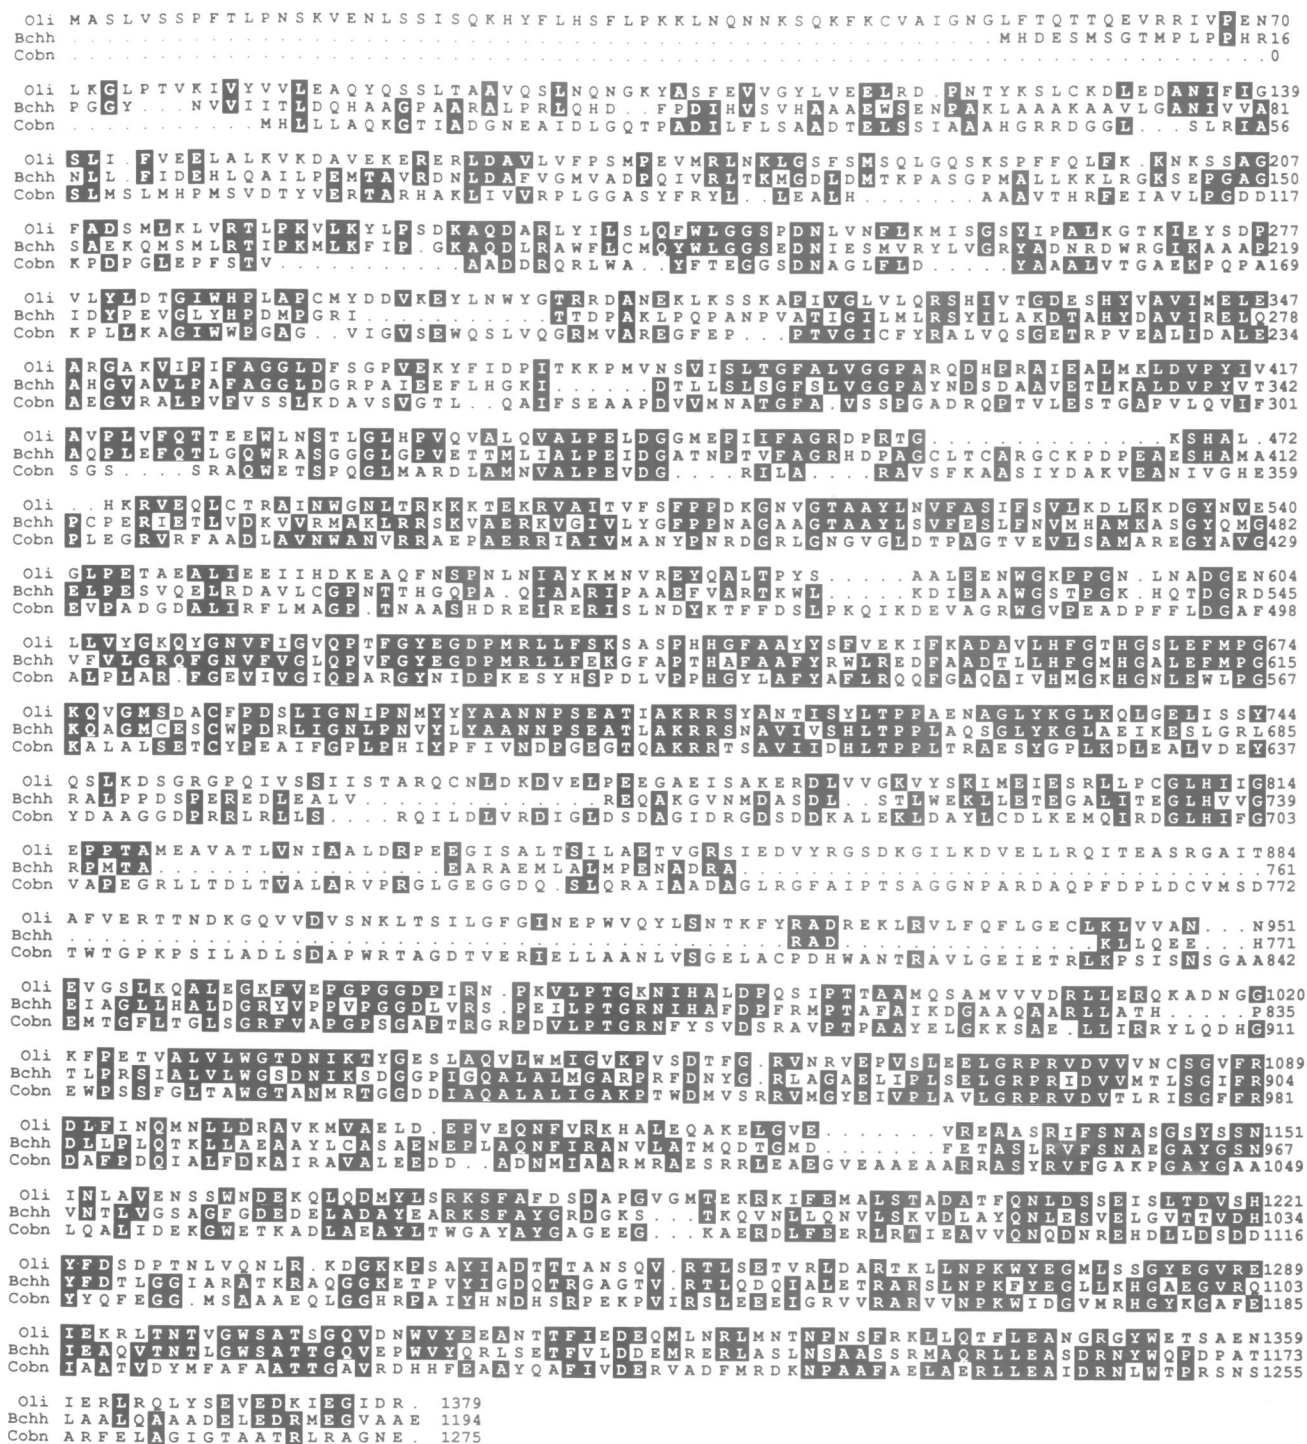 Oli MASLVSSPFTLPNSKVENLSSISQKHYFLHSFLPKKLNQNNKSQKFKCVAIGNGLFTQTTQEVRRIVPEN70
Bchh ......................................................MHDESMSGTMPLPPHR16
Cobn ......................................................................0
Oli LKGLPTVKIVYVVLEAQYQSSLTAAVQSLNQNGKYASFEVVGYLVEELRD.PNTYKSLCKDLEDANIFIG139
Bchh PGGY...NVVIITLDQHAAGPAARALPRLQHD..FPDIHVSVHAAAEWSENPAKLAAAKAAVLGANIVVA81
Cobn ...........MHLLLAQKGTIADGNEAIDLGQTPADILFLSAADTELSSIAAAHGRRDGGL...SLRIA56
Oli SLI.FVEELALKVKDAVEKERERLDAVLVFPSMPEVMRLNKLGSFSMSQLGQSKSPFFQLFK.KNKSSAG207
Bchh NLL.FIDEHLQAILPEMTAVRDNLDAFVGMVADPQIVRLTKMGDLDMTKPASGPMALLKKLRGKSEPGAG150
Cobn SLMSLMHPMSVDTYVERTARHAKLIVVRPLGGASYFRYL..LEALH.......AAAVTHRFEIAVLPGDD117
Oli FADSMLKLVRTLPKVLKYLPSDKAQDARLYILSLQFWLGGSPDNLVNFLKMISGSYIPALKGTKIEYSDP277
Bchh SAEKQMSMLRTIPKMLKFIP.GKAQDLRAWFLCMQYWLGGSEDNIESMVRYLVGRYADNRDWRGIKAAAP219
Cobn KPDPGLEPFSTV...........AADDRQRLWA..YFTEGGSDNAGLFLD.....YAAALVTGAEKPQPA169
Oli VLYLDTGIWHPLAPCMYDDVKEYLNWYGTRRDANEKLKSSKAPIVGLVLQRSHIVTGDESHYVAVIMELE347
Bchh IDYPEVGLYHPDMPGRI...........TTDPAKLPQPANPVATIGILMLRSYILAKDTAHYDAVIRELQ278
Cobn KPLLKAGIWWPGAG...VIGVSEWQSLVQGRMVAREGFEP...PTVGICFYRALVQSGETRPVEALIDALE234
Oli ARGAKVIPIFAGGLDFSGPVEKYFIDPITKKPMVNSVISLTGFALVGGPARQDHPRAIEALMKLDVPYIV417
Bchh AHGVAVLPAFAGGLDGRPAIEEFLHGKI......DTLLSLSGFSLVGGPAYNDSDAAVETLKALDVPYVT342
Cobn AEGVRALPVFVSSLKDAVSVGTL..QAIFSEAAPDVVMNATGFA.VSSPGADRQPTVLESTGAPVLQVIF301
Oli AVPLVFQTTEEWLNSTLGLHPVQVALQVALPELDGGMEPIIFAGRDPRTG..............KSHAL.472
Bchh AQPLEFQTLGQWRASGGGLGPVETTMLIALPEIDGATNPTVFAGRHDPAGCLTCARGCKPDPEAESHAMA412
Cobn SGS....SRAQWETSPQGLMARDLAMNVALPEVDG....RILA....RAVSFKAASIYDAKVEANIVGHE359
Oli ..HKRVEQLCTRAINWGNLTRKKKTEKRVAITVFSFPPDKGNVGTAAYLNVFASIFSVLKDLKKDGYNVE540
Bchh PCPERIETLVDKVVRMAKLRRSKVAERKVGIVLYGFPPNAGAAGTAAYLSVFESLFNVMHAMKASGYQMG482
Cobn PLEGRVRFAADLAVNWANVRRAEPAERRIAIVMANYPNRDGRLGNGVGLDTPAGTVEVLSAMAREGYAVG429
Oli GLPETAEALIEEIIHDKEAQFNSPNLNIAYKMNVREYQALTPYS.....AALEENWGKPPGN.LNADGEN604
Bchh ELPESVQELRDAVLCGPNTTHGQPA.QIAARIPAAEFVARTKWL.....KDIEAAWGSTPGK.HQTDGRD545
Cobn EVPADGDALIRFLMAGP.TNAASHDREIRERISLNDYKTFFDSLPKQIKDEVAGRWGVPEADPFFLDGAF498
Oli LLVYGKQYGNVFIGVQPTFGYEGDPMRLLFSKSASPHHGFAAYYSFVEKIFKADAVLHFGTHGSLEFMPG674
Bchh VFVLGRQFGNVFVGLQPVFGYEGDPMRLLFEKGFAPTHAFAAFYRWLREDFAADTLLHFGMHGALEFMPG615
Cobn ALPLAR.FGEVIVGIQPARGYNIDPKESYHSPDLVPPHGYLAFYAFLRQQFGAQAIVHMGKHGNLEWLPG567
Oli KQVGMSDACFPDSLIGNIPNMYYYAANNPSEATIAKRRSYANTISYLTPPAENAGLYKGLKQLGELISSY744
Bchh KQAGMCESCWPDRLIGNLPNVYLYAANNPSEATLAKRRSNAVIVSHLTPPLAQSGLYKGLAEIKESLGRL685
Cobn KALALSETCYPEAIFGPLPHIYPFIVNDPGEGTQAKRRTSAVIIDHLTPPLTRAESYGPLKDLEALVDEY637
Oli QSLKDSGRGPQIVSSIISTARQCNLDKDVELPEEGAEISAKERDLVVGKVYSKIMEIESRLLPCGLHIIG814
Bchh RALPPDSPEREDLEALV..............REQAKGVNMDASDL..STLWEKLLETEGALITEGLHVVG739
Cobn YDAAGGDPRRLRLLS....RQILDLVRDIGLDSDAGIDRGDSDDKALEKLDAYLCDLKEMQIRDGLHIFG703
Oli EPPTAMEAVATLVNIAALDRPEEGISALTSILAETVGRSIEDVYRGSDKGILKDVELLRQITEASRGAIT884
Bchh RPMTA................EARAEMLALMPENADRA................................761
Cobn VAPEGRLLTDLTVALARVPRGLGEGGDQ.SLQRAIAADAGLRGFAIPTSAGGNPARDAQPFDPLDCVMSD772
Oli AFVERTTNDKGQVVDVSNKLTSILGFGINEPWVQYLSNTKFYRADREKLRVLFQFLGECLKLVVAN...N951
Bchh ..........................................RAD...............KLLQEE...H771
Cobn TWTGPKPSILADLSDAPWRTAGDTVERIELLAANLVSGELACPDHWANTRAVLGEIETRLKPSISNSGAA842
Oli EVGSLKQALEGKFVEPGPGGDPIRN.PKVLPTGKNIHALDPQSIPTTAAMQSAMVVVDRLLERQKADNGG1020
Bchh EIAGLLHALDGRYVPPVPGGDLVRS.PEILPTGRNIHAFDPFRMPTAFAIKDGAAQAARLLATH.....P835
Cobn EMTGFLTGLSGRFVAPGPSGAPTRGRPDVLPTGRNFYSVDSRAVPTPAAYELGKKSAE.LLIRRYLQDHG911
Oli KFPETVALVLWGTDNIKTYGESLAQVLWMIGVKPVSDTFG.RVNRVEPVSLEELGRPRVDVVVNCSGVFR1089
Bchh TLPRSIALVLWGSDNIKSDGGPIGQALALMGARPRFDNYG.RLAGAELIPLSELGRPRIDVVMTLSGIFR904
Cobn EWPSSFGLTAWGTANMRTGGDDIAQALALIGAKPTWDMVSRRVMGYEIVPLAVLGRPRVDVTLRISGFFR981
Oli DLFINQMNLLDRAVKMVAELD.EPVEQNFVRKHALEQAKELGVE.......VREAASRIFSNASGSYSSN1151
Bchh DLLPLQTKLLAEAAYLCASAENEPLAQNFIRANVLATMQDTGMD.......FETASLRVFSNAEGAYGSN967
Cobn DAFPDQIALFDKAIRAVALEEDD..ADNMIAARMRAESRRLEAEGVEAAEAARRASYRVFGAKPGAYGAA1049
Oli INLAVENSSWNDEKQLQDMYLSRKSFAFDSDAPGVGMTEKRKIFEMALSTADATFQNLDSSEISLTDVSH1221
Bchh VNTLVGSAGFGDEDELADAYEARKSFAYGRDGKS...TKQVNLLQNVLSKVDLAYQNLESVELGVTTVDH1034
Cobn LQALIDEKGWETKADLAEAYLTWGAYAYGAGEEG...KAERDLFEERLRTIEAVVQNQDNREHDLLDSDD1116
Oli YFDSDPTNLVQNLR.KDGKKPSAYIADTTTANSQV.RTLSETVRLDARTKLLNPKWYEGMLSSGYEGVRE1289
Bchh YFDTLGGIARATKRAQGGKETPVYIGDQTRGAGTV.RTLQDQIALETRARSLNPKFYEGLLKHGAEGVRQ1103
Cobn YYQFEGG.MSAAAEQLGGHRPAIYHNDHSRPEKPVIRSLEEEIGRVVRARVVNPKWIDGVMRHGYKGAFE1185
Oli IEKRLTNTVGWSATSGQVDNWVYEEANTTFIEDEQMLNRLMNTNPNSFRKLLQTFLEANGRGYWETSAEN1359
Bchh IEAQVTNTLGWSATTGQVEPWVYQRLSETFVLDDEMRERLASLNSAASSRMAQRLLEASDRNYWQPDPAT1173
Cobn IAATVDYMFAFAATTGAVRDHHFEAAYQAFIVDERVADFMRDKNPAAFAELAERLLEAIDRNLWTPRSNS1255
Oli IERLRQLYSEVEDKIEGIDR. 1379
Bchh LAALQAAADELEDRMEGVAAE 1194
Cobn ARFELAGIGTAATRLRAGNE. 1275